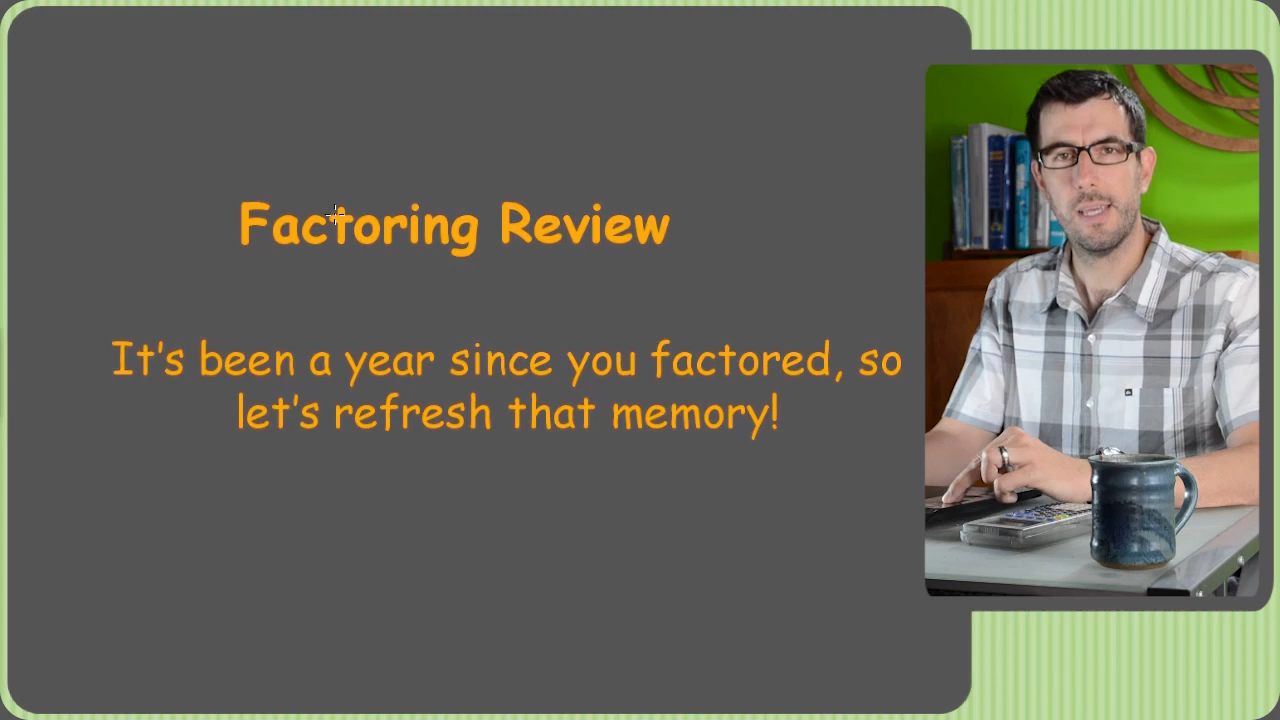 Factoring Review
It's been a year since you factored, so
let's refresh that memory!